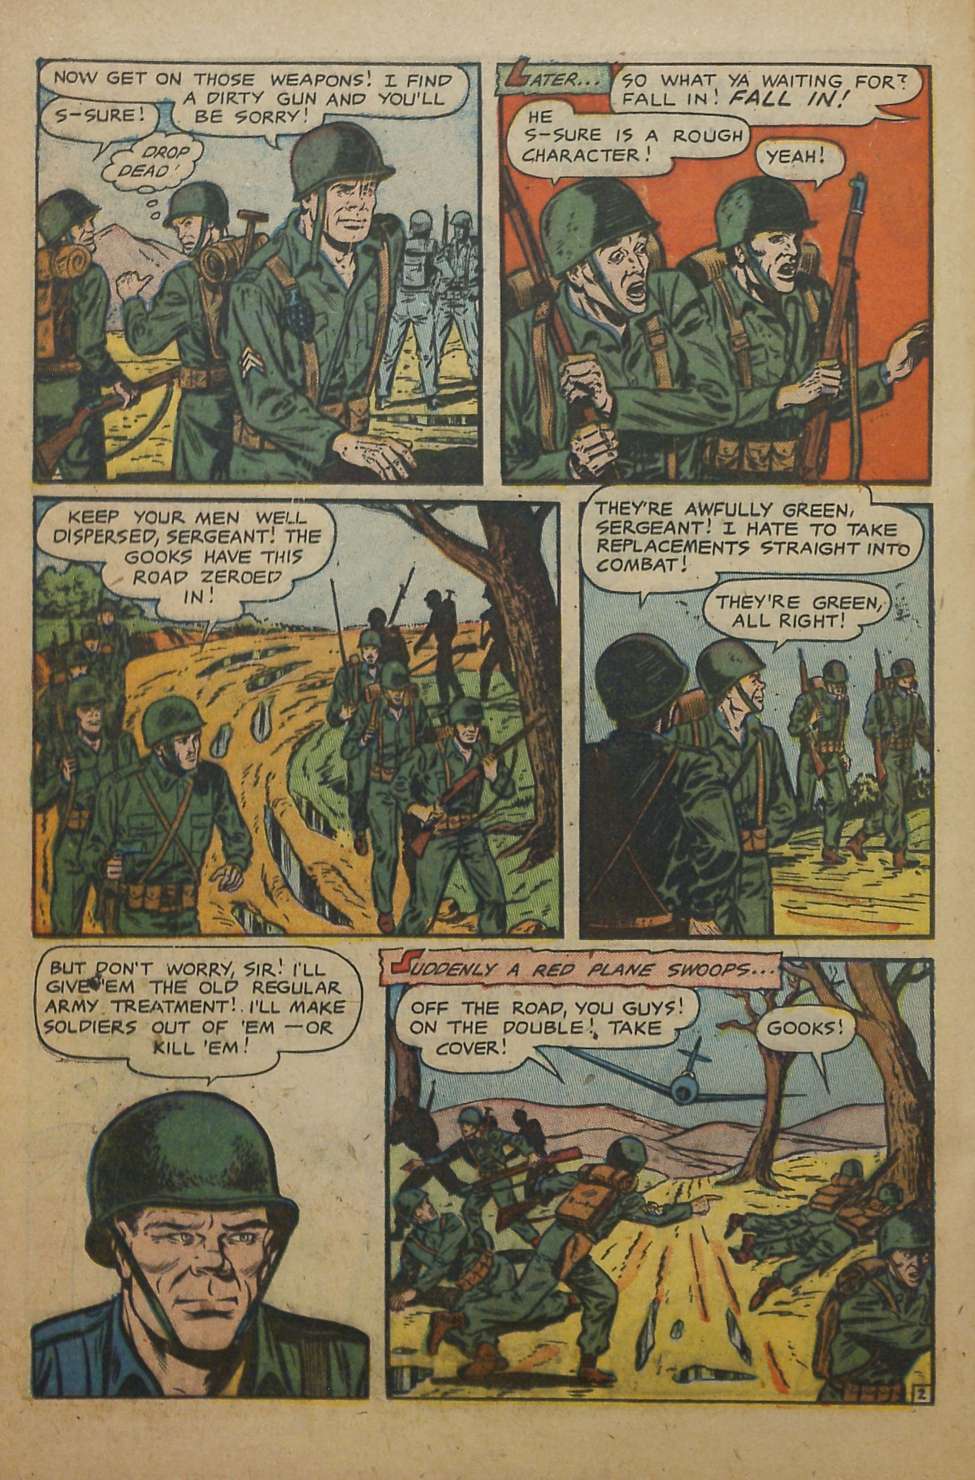 NOW GET ON THOSE WEAPONS! I FIND
A DIRTY GUN AND YOU'LL
BE SORRY!
S-SURE!
DROP
DEAD!
LATER...
SO WHAT YA WAITING FOR?
FALL IN! FALL IN!
HE
S-SURE IS A ROUGH
CHARACTER!
YEAH!
KEEP YOUR MEN WELL
DISPERSED, SERGEANT! THE
GOOKS HAVE THIS
ROAD ZEROED
IN!
THEY'RE AWFULLY GREEN,
SERGEANT! I HATE TO TAKE
REPLACEMENTS STRAIGHT INTO
COMBAT!
THEY'RE GREEN,
ALL RIGHT!
BUT DON'T WORRY, SIR! I'LL
GIVE 'EM THE OLD REGULAR
ARMY TREATMENT! I'LL MAKE
SOLDIERS OUT OF 'EM — OR
KILL 'EM!
SUDDENLY A RED PLANE SWOOPS...
OFF THE ROAD, YOU GUYS!
ON THE DOUBLE! TAKE
COVER!
GOOKS!
2